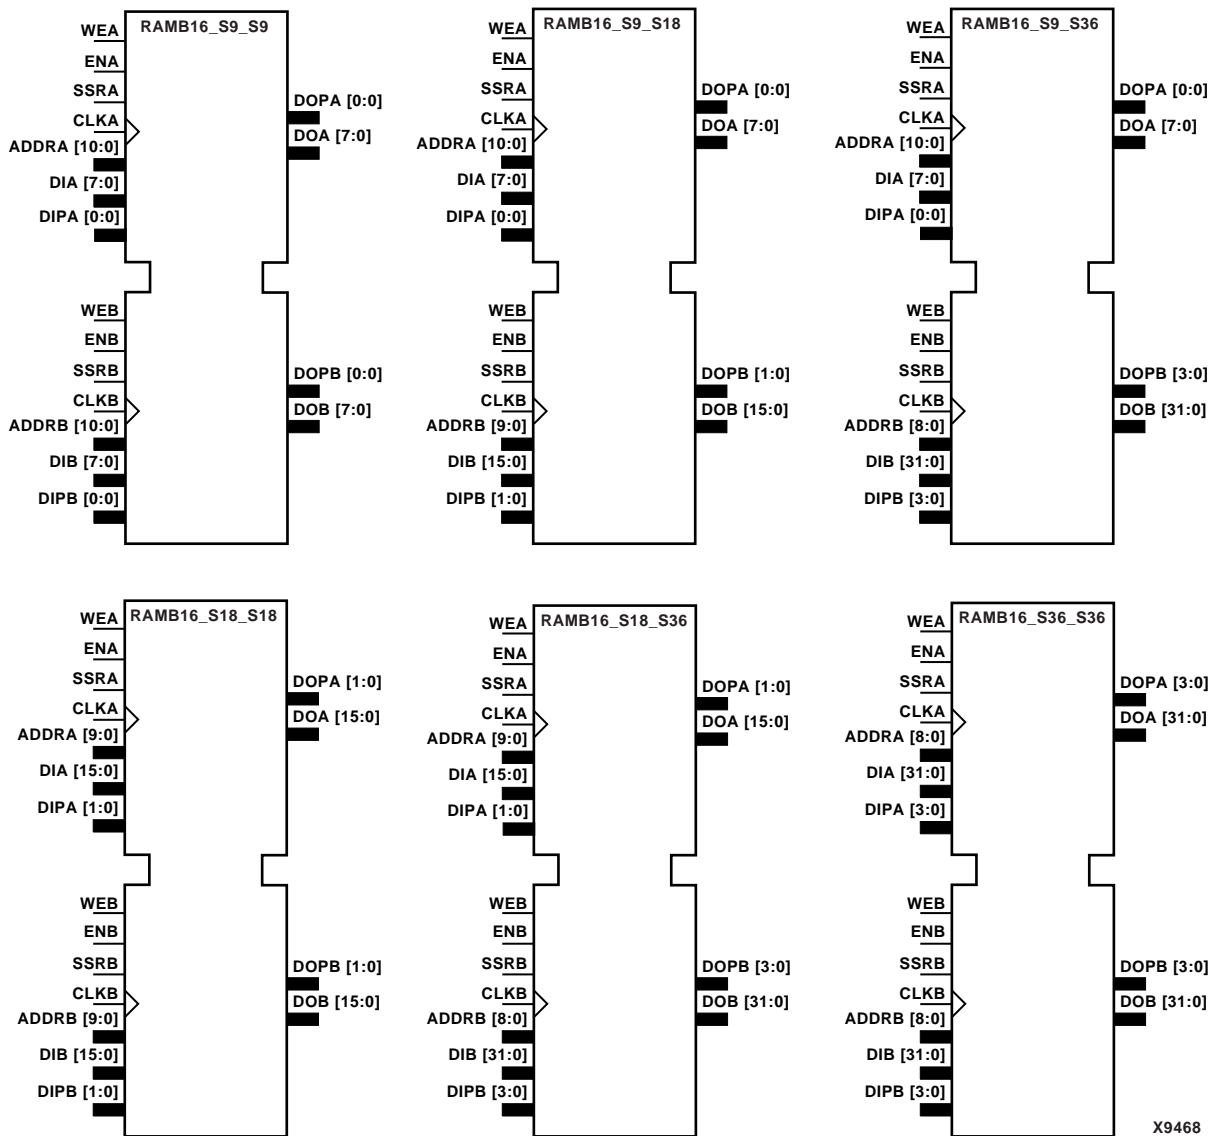 RAMB16_S9_S9
WEA
ENA
SSRA
CLKA
ADDRA [10:0]
DIA [7:0]
DIPA [0:0]
DOPA [0:0]
DOA [7:0]
WEB
ENB
SSRB
CLKB
ADDRB [10:0]
DIB [7:0]
DIPB [0:0]
DOPB [0:0]
DOB [7:0]
RAMB16_S9_S18
WEA
ENA
SSRA
CLKA
ADDRA [10:0]
DIA [7:0]
DIPA [0:0]
DOPA [0:0]
DOA [7:0]
WEB
ENB
SSRB
CLKB
ADDRB [9:0]
DIB [15:0]
DIPB [1:0]
DOPB [1:0]
DOB [15:0]
RAMB16_S9_S36
WEA
ENA
SSRA
CLKA
ADDRA [10:0]
DIA [7:0]
DIPA [0:0]
DOPA [0:0]
DOA [7:0]
WEB
ENB
SSRB
CLKB
ADDRB [8:0]
DIB [31:0]
DIPB [3:0]
DOPB [3:0]
DOB [31:0]
RAMB16_S18_S18
WEA
ENA
SSRA
CLKA
ADDRA [9:0]
DIA [15:0]
DIPA [1:0]
DOPA [1:0]
DOA [15:0]
WEB
ENB
SSRB
CLKB
ADDRB [9:0]
DIB [15:0]
DIPB [1:0]
DOPB [1:0]
DOB [15:0]
RAMB16_S18_S36
WEA
ENA
SSRA
CLKA
ADDRA [9:0]
DIA [15:0]
DIPA [1:0]
DOPA [1:0]
DOA [15:0]
WEB
ENB
SSRB
CLKB
ADDRB [8:0]
DIB [31:0]
DIPB [3:0]
DOPB [3:0]
DOB [31:0]
RAMB16_S36_S36
WEA
ENA
SSRA
CLKA
ADDRA [8:0]
DIA [31:0]
DIPA [3:0]
DOPA [3:0]
DOA [31:0]
WEB
ENB
SSRB
CLKB
ADDRB [8:0]
DIB [31:0]
DIPB [3:0]
DOPB [3:0]
DOB [31:0]
X9468